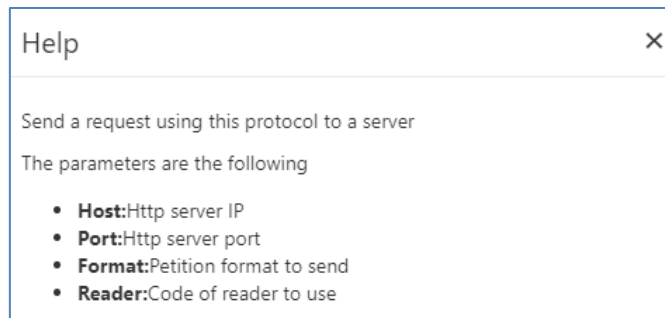 Help
Send a request using this protocol to a server
The parameters are the following
Host:Http server IP
Port:Http server port
Format:Petition format to send
Reader:Code of reader to use